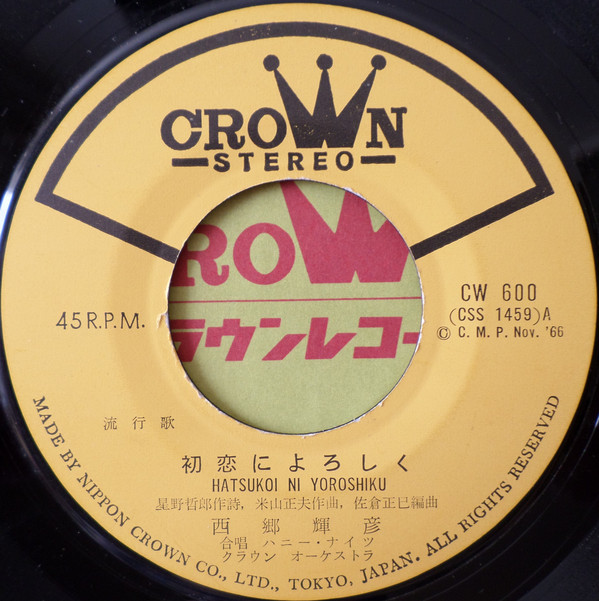 CROWN
STEREO
ROW
ラウンレコー
45 R.P.M.
CW 600
(CSS 1459) A
© C. M. P. Nov. '66
流行歌
初恋によろしく
HATSUKOI NI YOROSHIKU
星野哲郎作詩, 米山正夫作曲, 佐倉正巳編曲
西郷輝彦
合唱 ハニー・ナイツ
クラウン オーケストラ
MADE BY NIPPON CROWN CO., LTD., TOKYO, JAPAN. ALL RIGHTS RESERVED